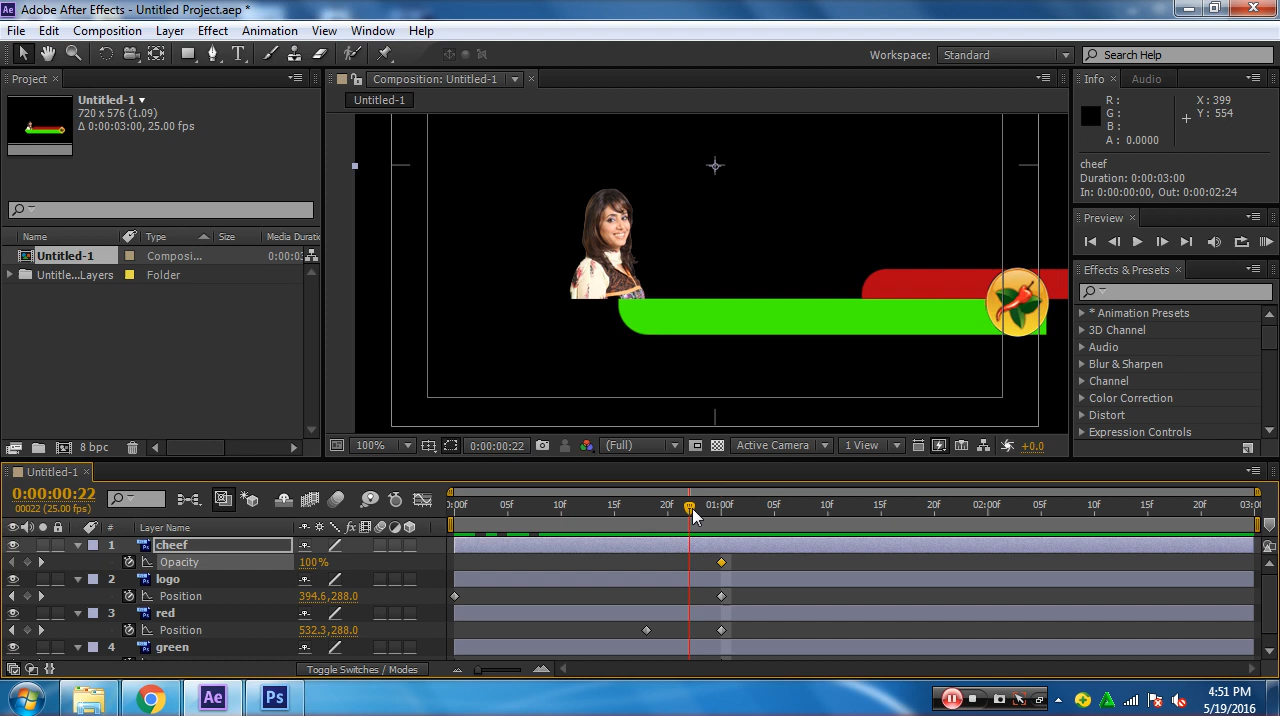 Adobe After Effects - Untitled Project.aep *
File Edit Composition Layer Effect Animation View Window Help
Workspace: Standard Search Help
Project
Untitled-1
720 x 576 (1.09)
Δ 0:00:03:00, 25.00 fps
Name Type Size Media Duratio
Untitled-1 Composi... 0:00:03
Untitle...Layers Folder
8 bpc
Composition: Untitled-1
Untitled-1
100% 0:00:00:22 (Full) Active Camera 1 View +0.0
Info Audio
R: X: 399
G: Y: 554
B:
A: 0.0000
cheef
Duration: 0:00:03:00
In: 0:00:00:00, Out: 0:00:02:24
Preview
Effects & Presets
* Animation Presets
3D Channel
Audio
Blur & Sharpen
Channel
Color Correction
Distort
Expression Controls
Untitled-1
0:00:00:22
00022 (25.00 fps)
0:00F 05f 10f 15f 20f 01:00F 05f 10f 15f 20f 02:00F 05f 10f 15f 20f 03:0
# Layer Name
1 cheef
Opacity 100%
2 logo
Position 394.6,288.0
3 red
Position 532.3,288.0
4 green
Toggle Switches / Modes
Ae Ps
4:51 PM
5/19/2016